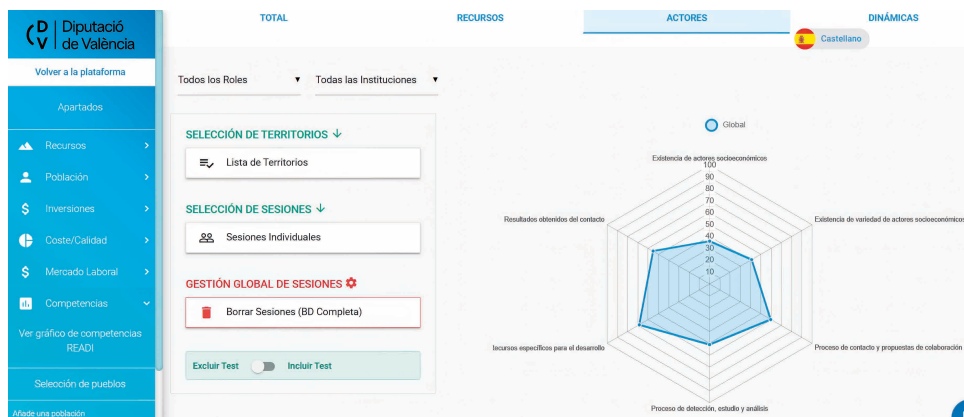 Diputació
de València
Volver a la plataforma
Apartados
Recursos
Población
Inversiones
Coste/Calidad
Mercado Laboral
Competencias
Ver gráfico de competencias
READI
Selección de pueblos
Añade una población
TOTAL
RECURSOS
ACTORES
DINÁMICAS
Castellano
Todos los Roles
Todas las Instituciones
SELECCIÓN DE TERRITORIOS
Lista de Territorios
SELECCIÓN DE SESIONES
Sesiones Individuales
GESTIÓN GLOBAL DE SESIONES
Borrar Sesiones (BD Completa)
Excluir Test
Incluir Test
Global
Existencia de actores socioeconómicos
100
90
80
70
60
50
40
30
20
10
Resultados obtenidos del contacto
Existencia de variedad de actores socioeconómicos
Recursos específicos para el desarrollo
Proceso de contacto y propuestas de colaboración
Proceso de detección, estudio y análisis